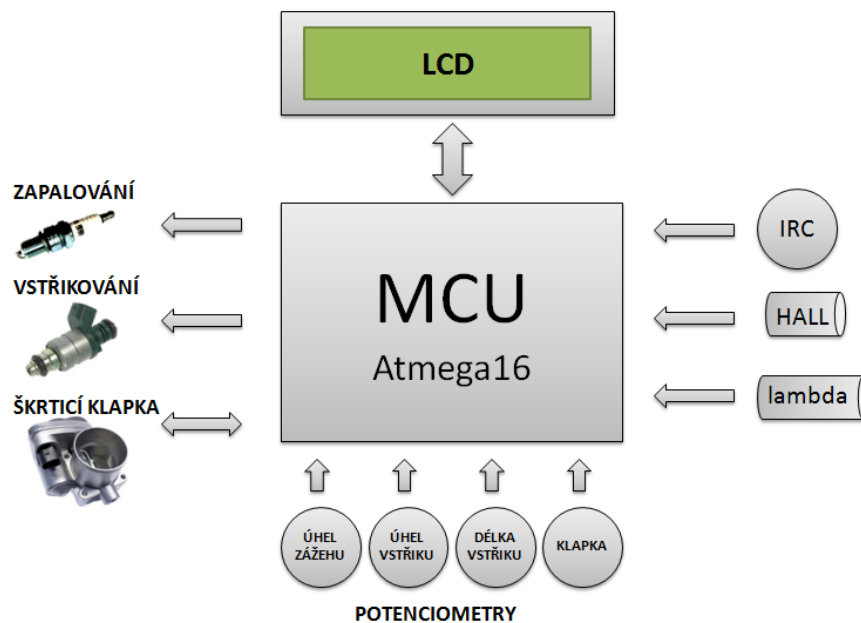 LCD
ZAPALOVÁNÍ
VSTŘIKOVÁNÍ
ŠKRTICÍ KLAPKA
MCU
Atmega16
IRC
HALL
lambda
ÚHEL
ZÁŽEHU
ÚHEL
VSTŘIKU
DÉLKA
VSTŘIKU
KLAPKA
POTENCIOMETRY